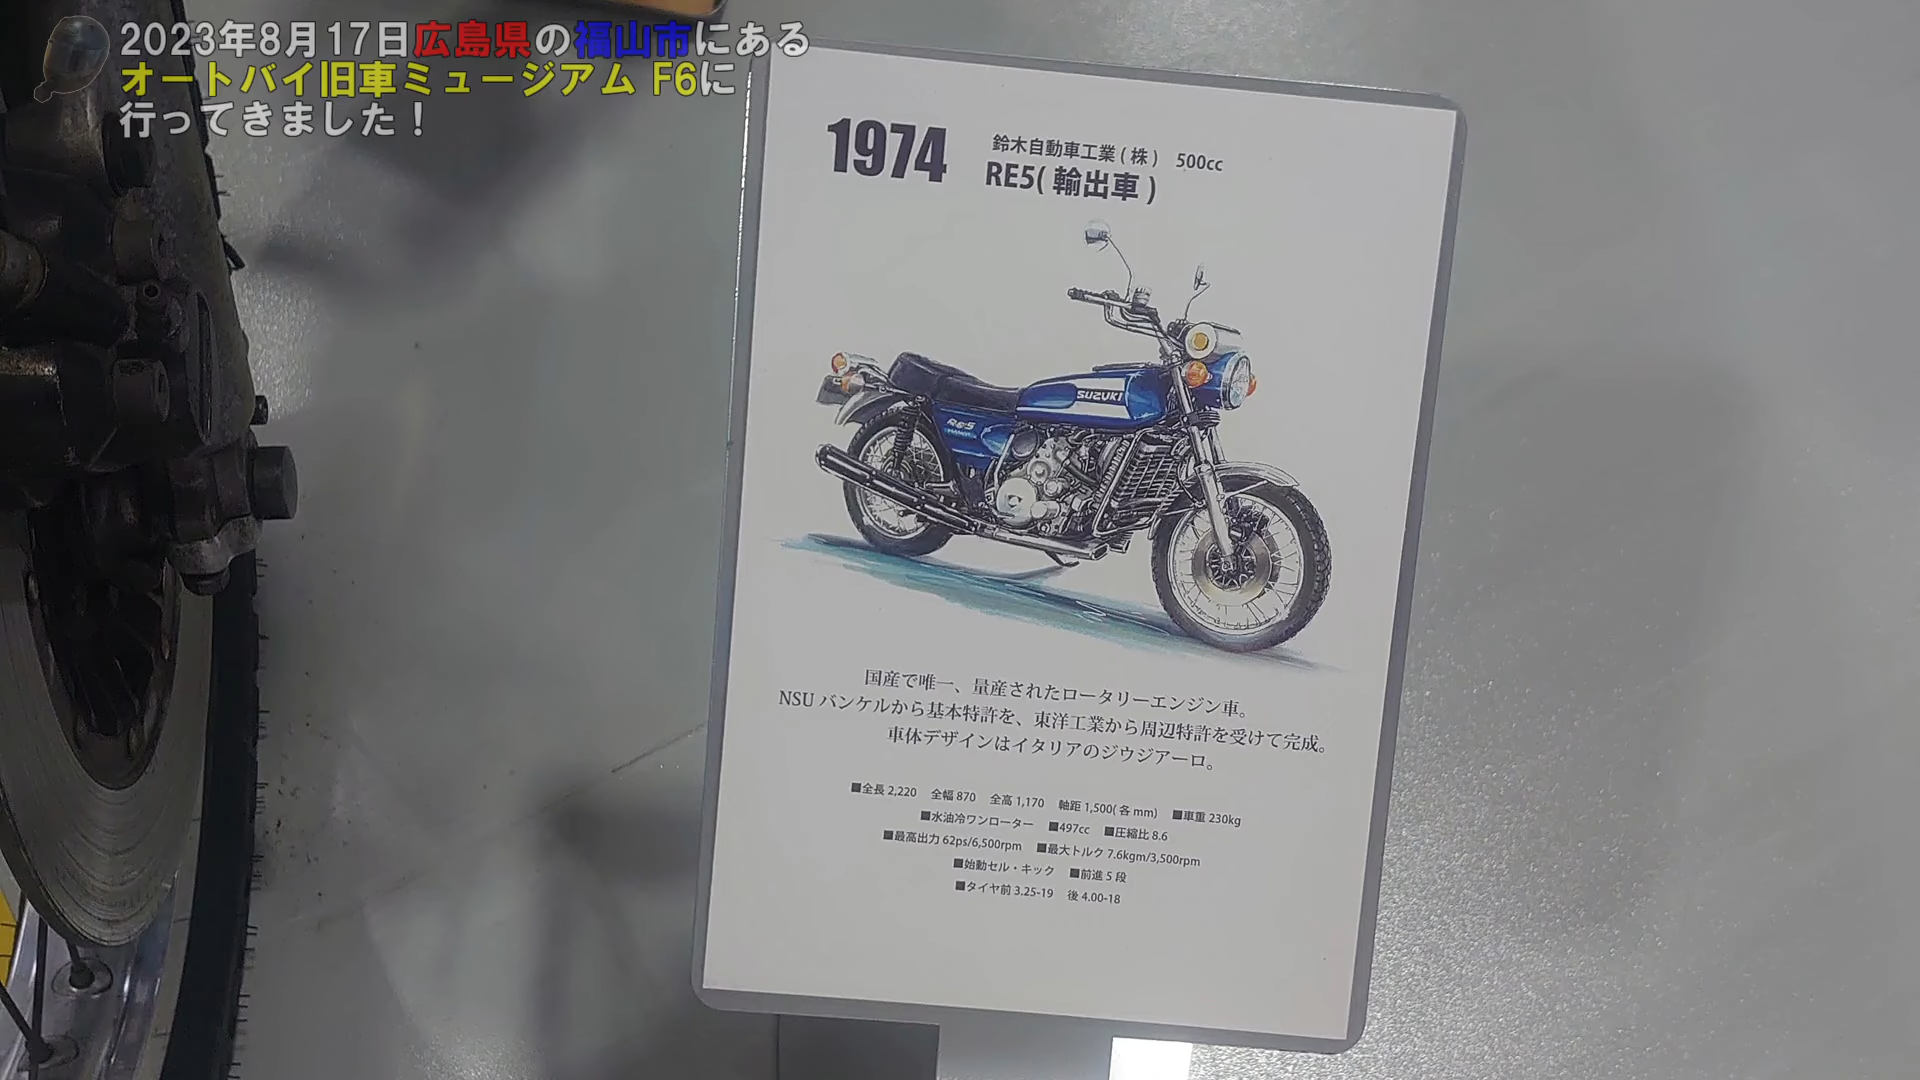 2023年8月17日広島県の福山市にある
オートバイ旧車ミュージアム F6に
行ってきました！
1974
鈴木自動車工業(株) 500cc
RE5(輸出車)
SUZUKI
国産で唯一、量産されたロータリーエンジン車。
NSU バンケルから基本特許を、東洋工業から周辺特許を受けて完成。
車体デザインはイタリアのジウジアーロ。
■全長 2,220 全幅 870 全高 1,170 軸距 1,500(各 mm) ■車重 230kg
■水油冷ワンローター ■497cc ■圧縮比 8.6
■最高出力 62ps/6,500rpm ■最大トルク 7.6kgm/3,500rpm
■始動セル・キック ■前進 5 段
■タイヤ前 3.25-19 後 4.00-18